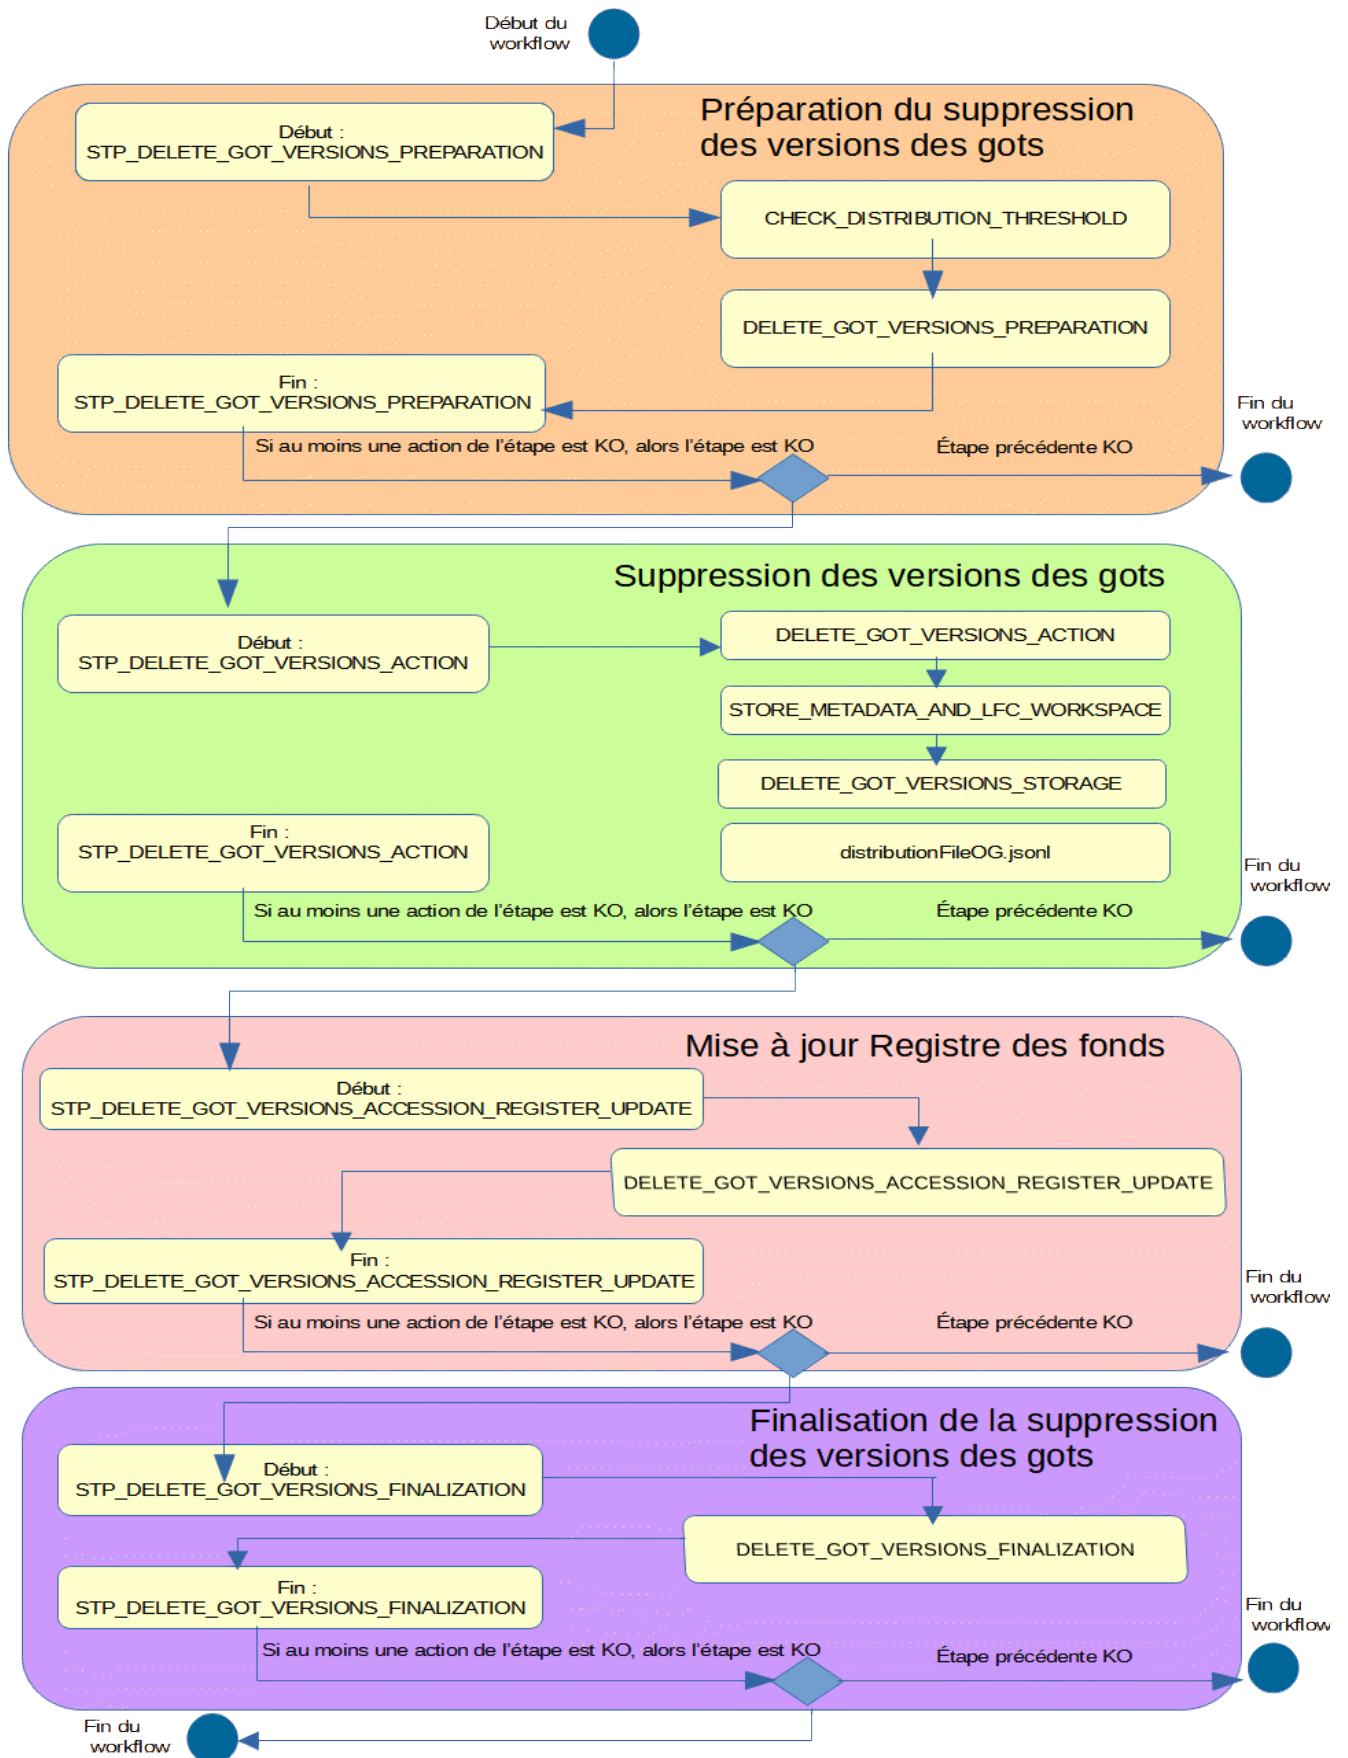 Début du
workflow
Préparation du suppression
des versions des gots
Début :
STP_DELETE_GOT_VERSIONS_PREPARATION
CHECK_DISTRIBUTION_THRESHOLD
DELETE_GOT_VERSIONS_PREPARATION
Fin :
STP_DELETE_GOT_VERSIONS_PREPARATION
Si au moins une action de l'étape est KO, alors l'étape est KO
Étape précédente KO
Fin du
workflow
Suppression des versions des gots
Début :
STP_DELETE_GOT_VERSIONS_ACTION
DELETE_GOT_VERSIONS_ACTION
STORE_METADATA_AND_LFC_WORKSPACE
DELETE_GOT_VERSIONS_STORAGE
distributionFileOG.jsonl
Fin :
STP_DELETE_GOT_VERSIONS_ACTION
Si au moins une action de l'étape est KO, alors l'étape est KO
Étape précédente KO
Fin du
workflow
Mise à jour Registre des fonds
Début :
STP_DELETE_GOT_VERSIONS_ACCESSION_REGISTER_UPDATE
DELETE_GOT_VERSIONS_ACCESSION_REGISTER_UPDATE
Fin :
STP_DELETE_GOT_VERSIONS_ACCESSION_REGISTER_UPDATE
Si au moins une action de l'étape est KO, alors l'étape est KO
Étape précédente KO
Fin du
workflow
Finalisation de la suppression
des versions des gots
Début :
STP_DELETE_GOT_VERSIONS_FINALIZATION
DELETE_GOT_VERSIONS_FINALIZATION
Fin :
STP_DELETE_GOT_VERSIONS_FINALIZATION
Si au moins une action de l'étape est KO, alors l'étape est KO
Étape précédente KO
Fin du
workflow
Fin du
workflow